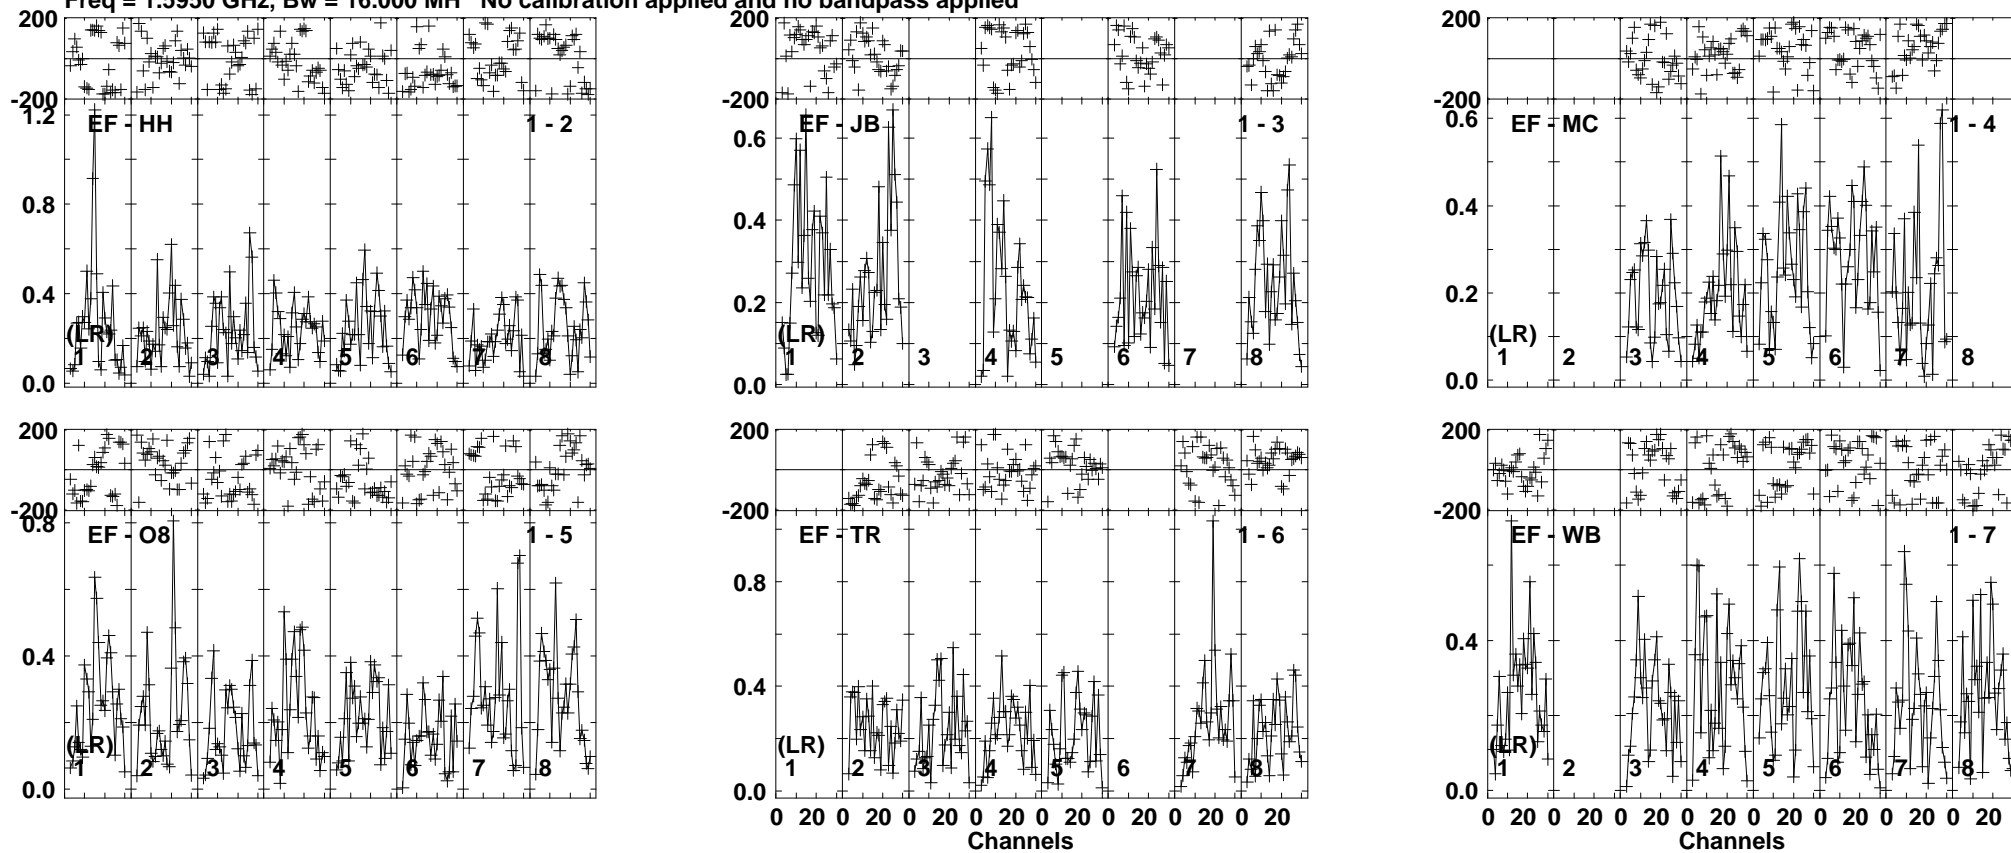 Freq = 1.5950 GHz, Bw = 16.000 MH No calibration applied and no bandpass applied
200 200 200
-200 -200 -200
1.2 EF - HH 1 - 2 EF - JB 1 - 3 EF - MC 1 - 4
0.6 0.6
0.8
0.4 0.4
0.4
0.2 0.2
(LR) (LR) (LR)
1 2 3 4 5 6 7 8 1 2 3 4 5 6 7 8 1 2 3 4 5 6 7 8
0.0 0.0 0.0
200 200 200
-200 -200 -200
0.8 EF - O8 1 - 5 EF - TR 1 - 6 EF - WB 1 - 7
0.8
0.4 0.4 0.4
(LR) (LR) (LR)
1 2 3 4 5 6 7 8 1 2 3 4 5 6 7 8 1 2 3 4 5 6 7 8
0.0 0.0 0.0
0 20 0 20 0 20 0 20 0 20 0 20 0 20 0 20 0 20 0 20 0 20 0 20 0 20 0 20 0 20 0 20
Channels Channels